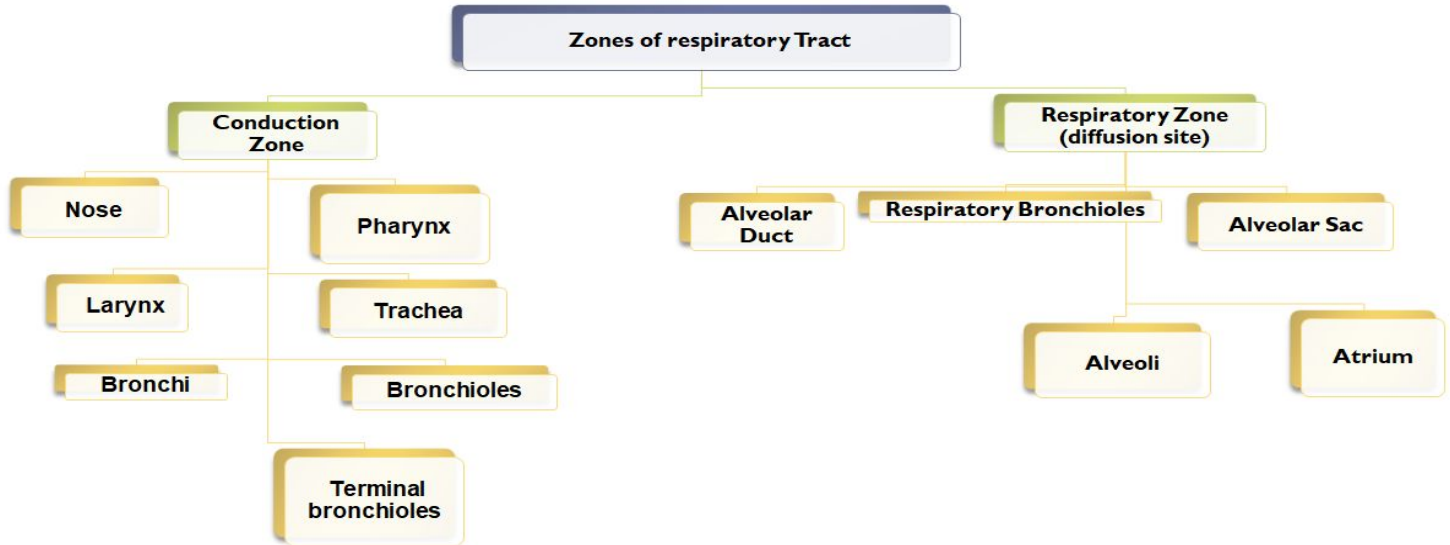 Zones of respiratory Tract
Conduction
Zone
Nose
Pharynx
Larynx
Trachea
Bronchi
Bronchioles
Terminal
bronchioles
Respiratory Zone
(diffusion site)
Alveolar
Duct
Respiratory Bronchioles
Alveolar Sac
Alveoli
Atrium